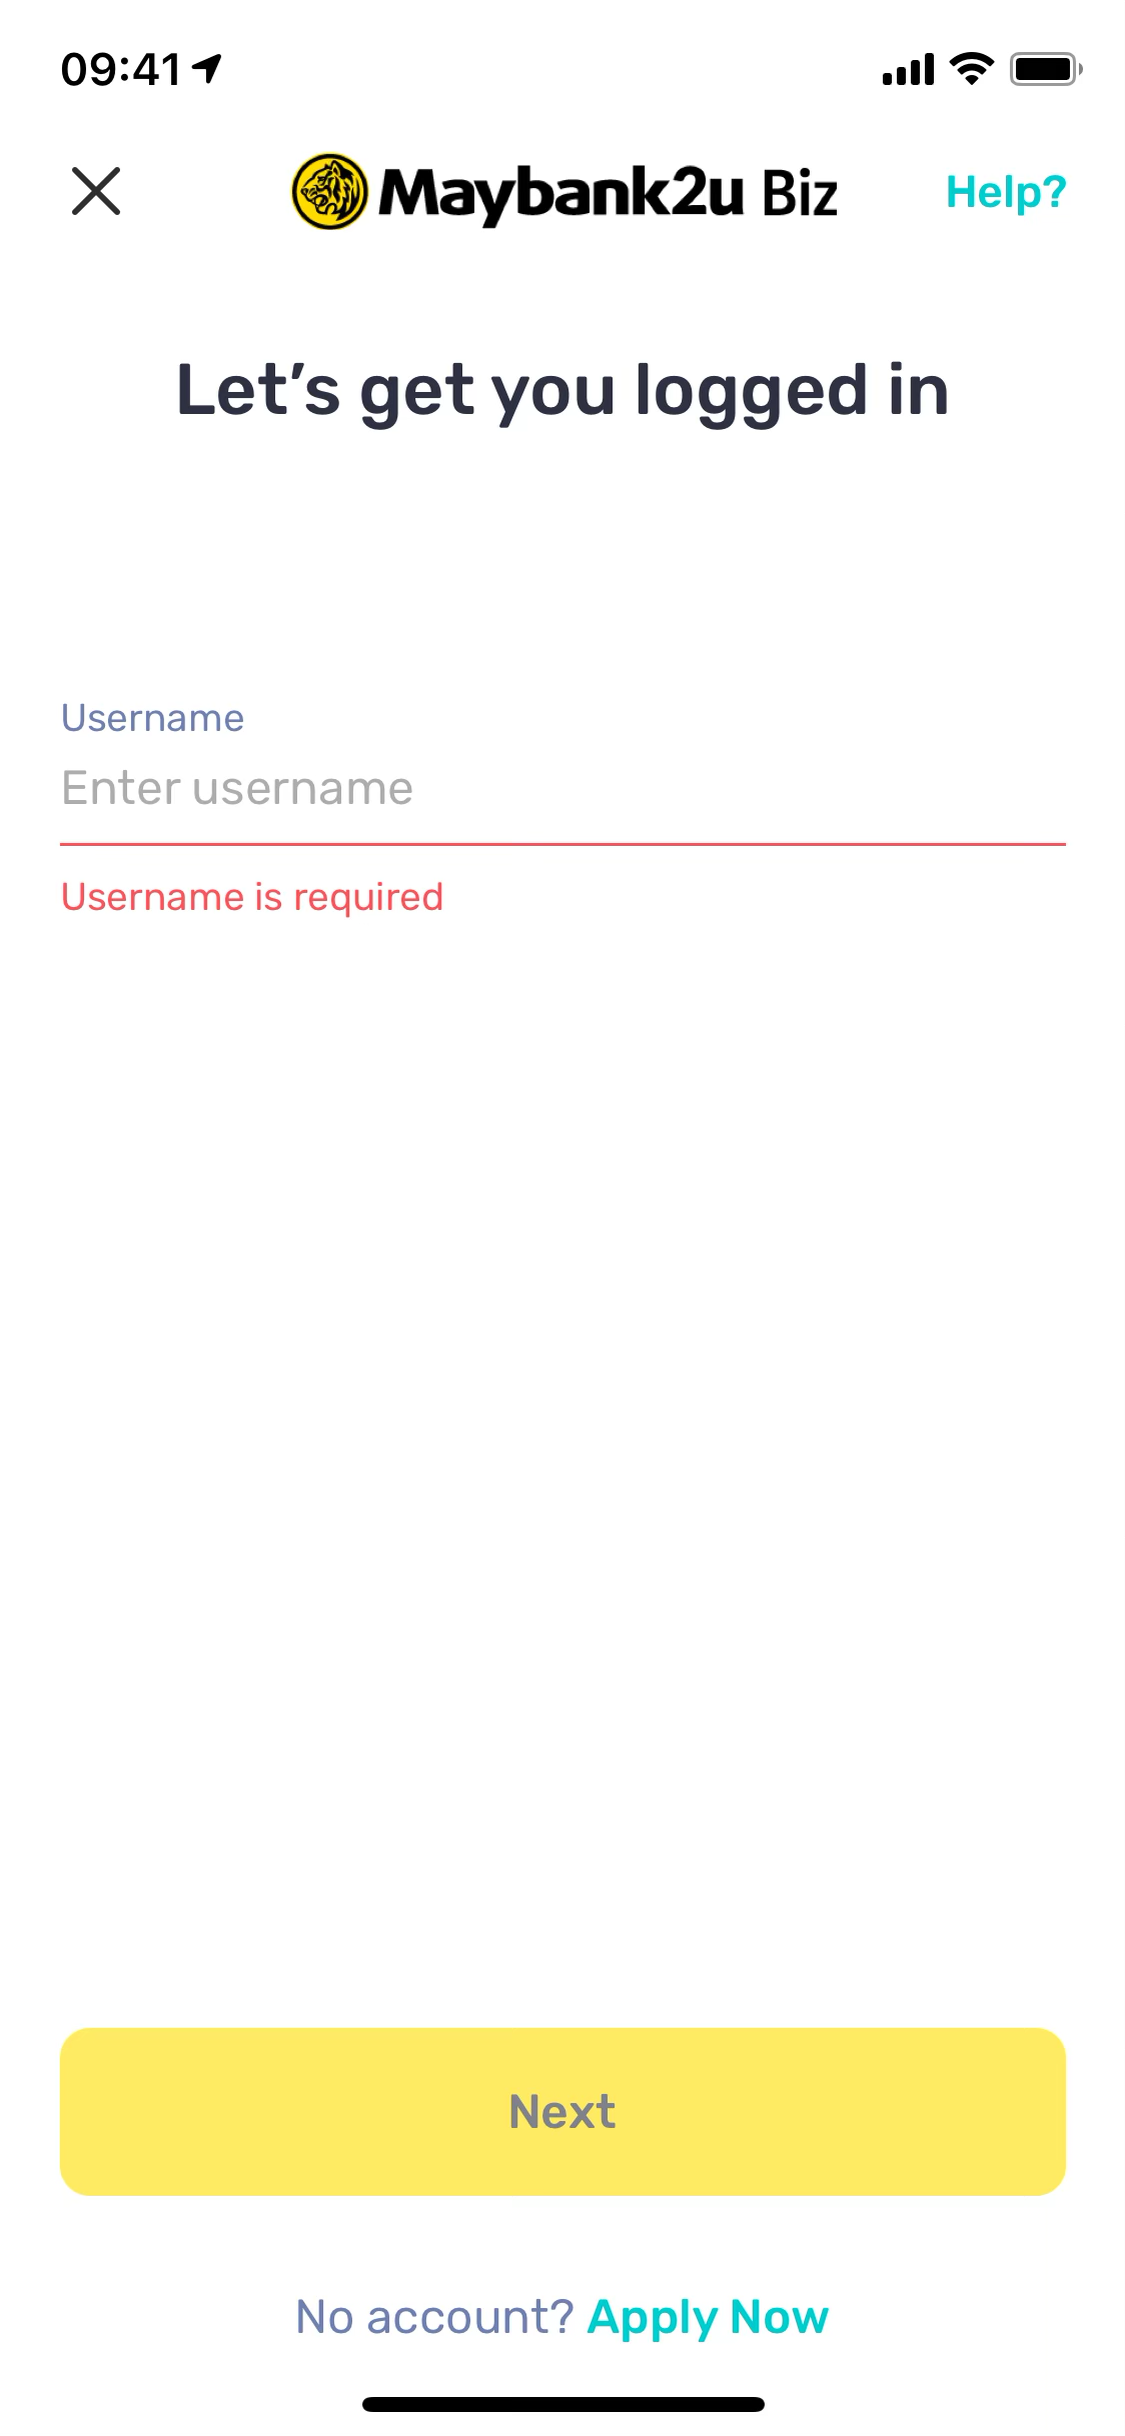 09:41
Maybank2u Biz
Help?
Let’s get you logged in
Username
Enter username
Username is required
Next
No account? Apply Now